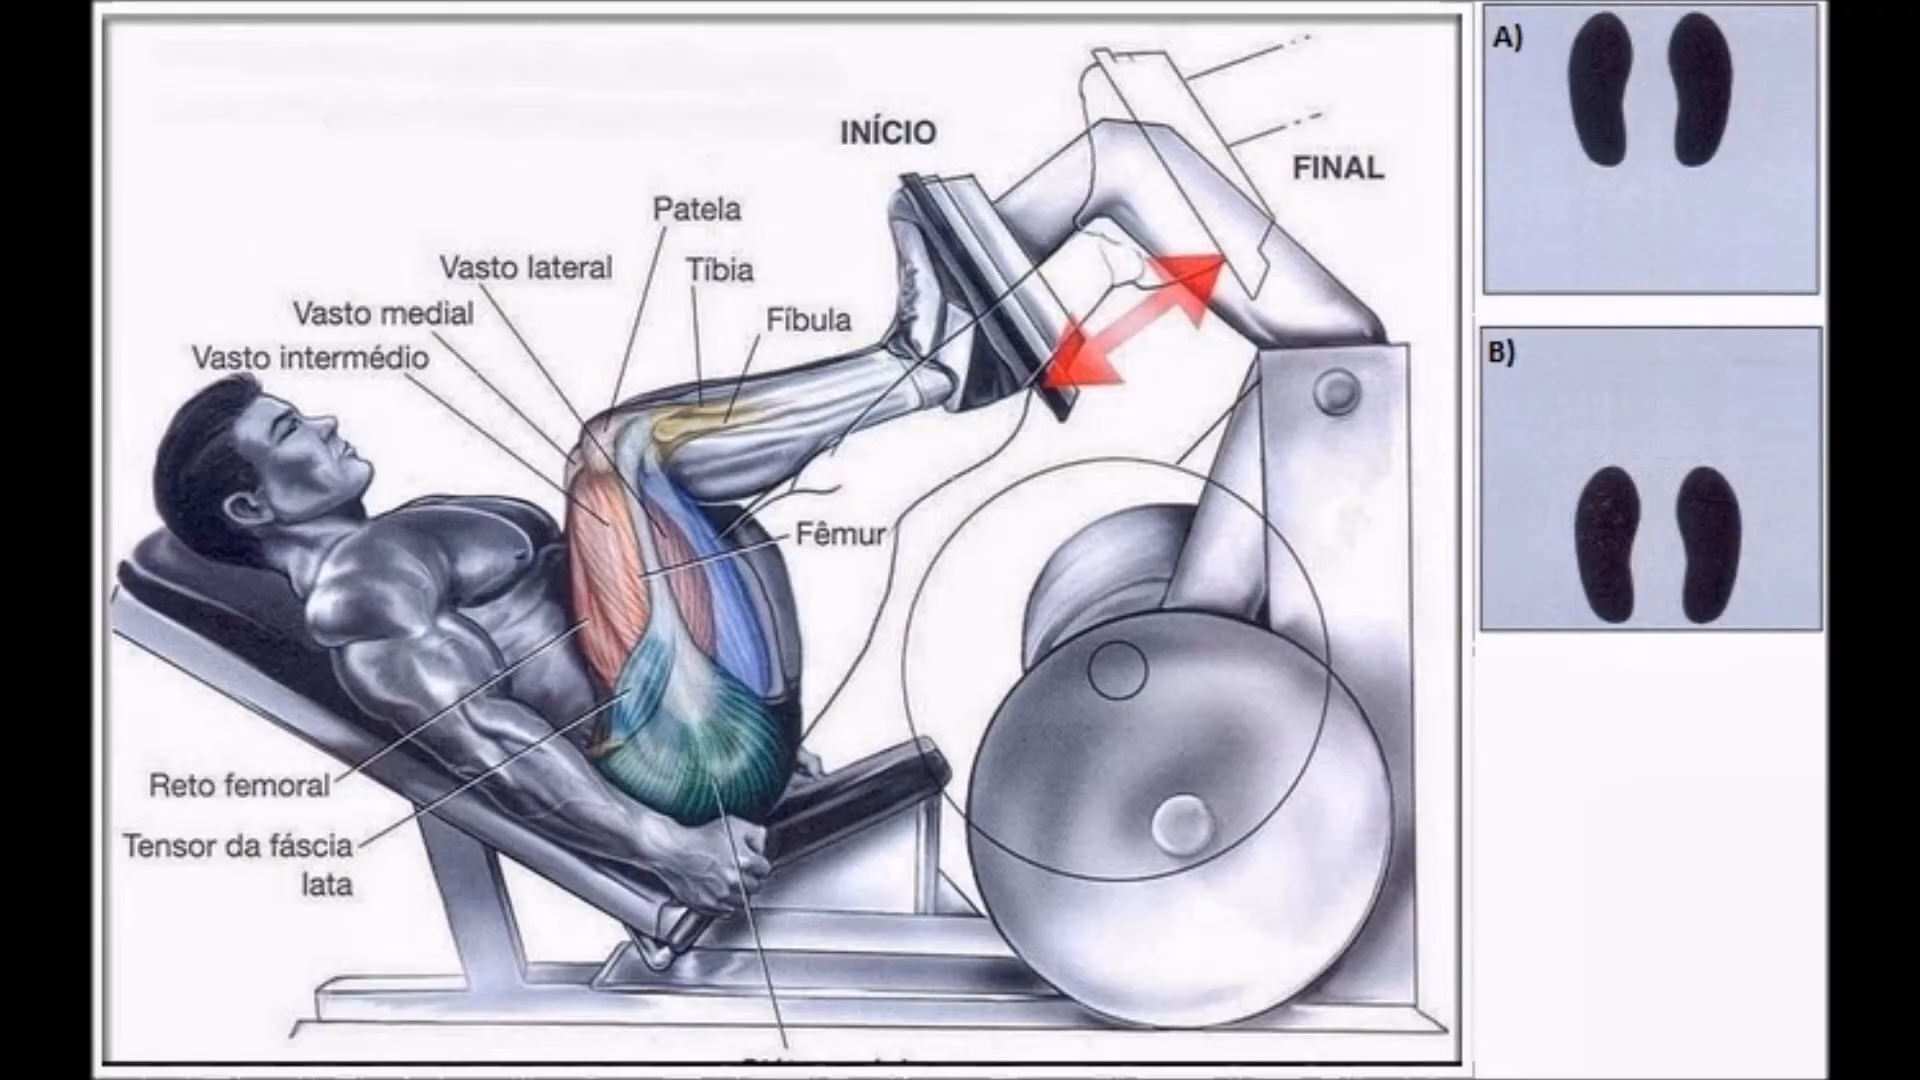 INÍCIO
FINAL
Patela
Vasto lateral
Tíbia
Vasto medial
Fíbula
Vasto intermédio
Fêmur
Reto femoral
Tensor da fáscia
lata
A)
B)